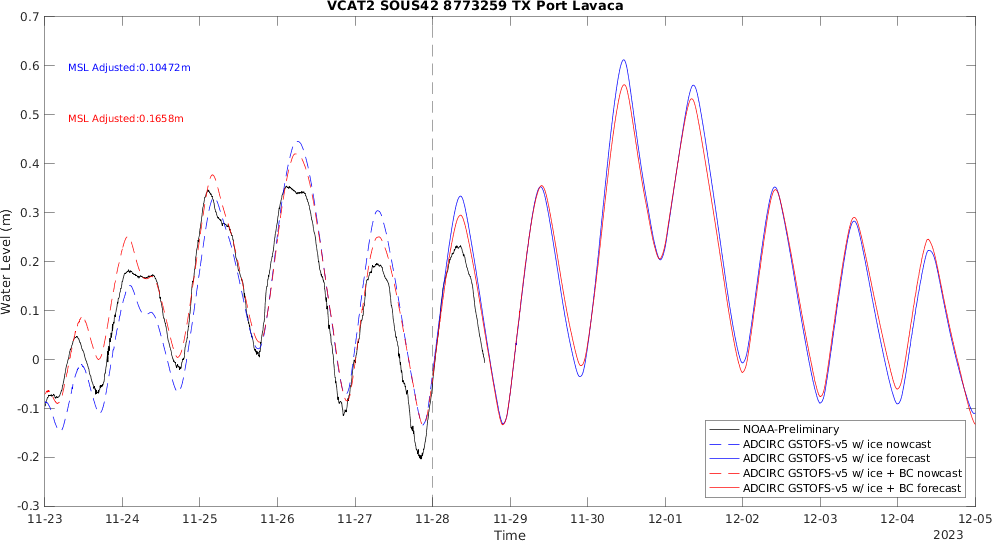 VCAT2 SOUS42 8773259 TX Port Lavaca
0.7
0.6
0.5
0.4
0.3
0.2
0.1
0
-0.1
-0.2
-0.3
Water Level (m)
MSL Adjusted:0.10472m
MSL Adjusted:0.1658m
NOAA-Preliminary
ADCIRC GSTOFS-v5 w/ ice nowcast
ADCIRC GSTOFS-v5 w/ ice forecast
ADCIRC GSTOFS-v5 w/ ice + BC nowcast
ADCIRC GSTOFS-v5 w/ ice + BC forecast
11-23 11-24 11-25 11-26 11-27 11-28 11-29 11-30 12-01 12-02 12-03 12-04 12-05
Time
2023